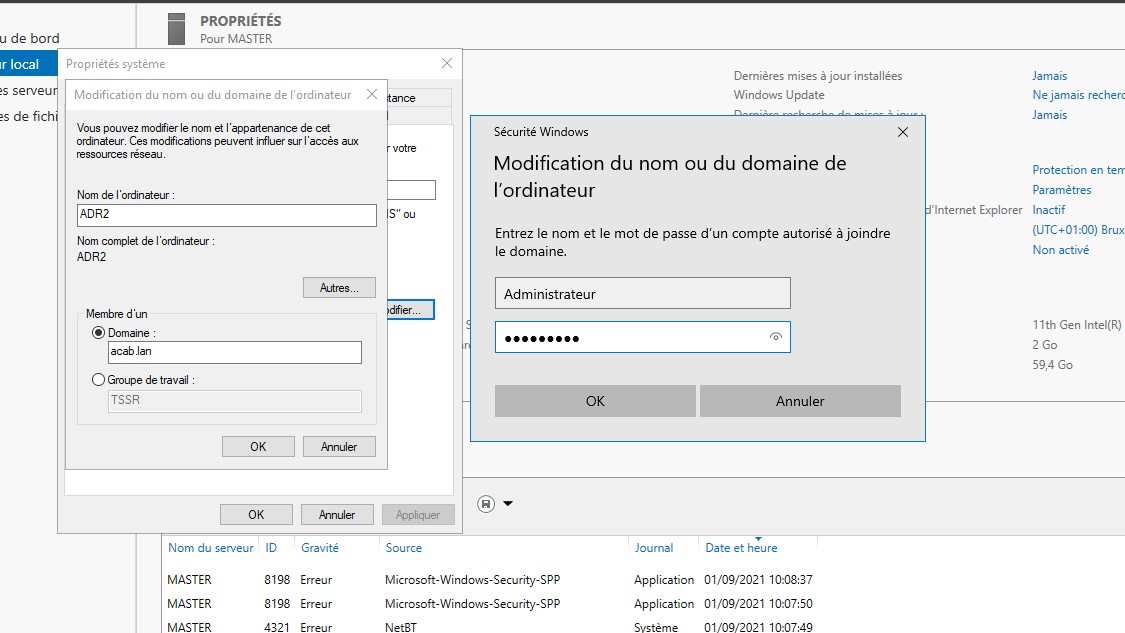 PROPRIÉTÉS
Pour MASTER
u de bord
r local
es serveur
es de fichi
Propriétés système
Modification du nom ou du domaine de l'ordinateur
Vous pouvez modifier le nom et l'appartenance de cet
ordinateur. Ces modifications peuvent influer sur l'accès aux
ressources réseau.
Nom de l'ordinateur :
ADR2
Nom complet de l'ordinateur :
ADR2
Autres...
Membre d'un
Domaine :
acab.lan
Groupe de travail :
TSSR
OK
Annuler
tance
r votre
IS" ou
odifier...
OK
Annuler
Appliquer
Sécurité Windows
Modification du nom ou du domaine de
l'ordinateur
Entrez le nom et le mot de passe d'un compte autorisé à joindre
le domaine.
Administrateur
●●●●●●●●●
OK
Annuler
Dernières mises à jour installées
Jamais
Windows Update
Ne jamais recherc
Dernière recherche de mises à jour :
Jamais
Protection en tem
Paramètres
d'Internet Explorer
Inactif
(UTC+01:00) Brux
Non activé
11th Gen Intel(R)
2 Go
59,4 Go
Nom du serveur ID Gravité Source Journal Date et heure
MASTER 8198 Erreur Microsoft-Windows-Security-SPP Application 01/09/2021 10:08:37
MASTER 8198 Erreur Microsoft-Windows-Security-SPP Application 01/09/2021 10:07:50
MASTER 4321 Erreur NetBT Système 01/09/2021 10:07:49